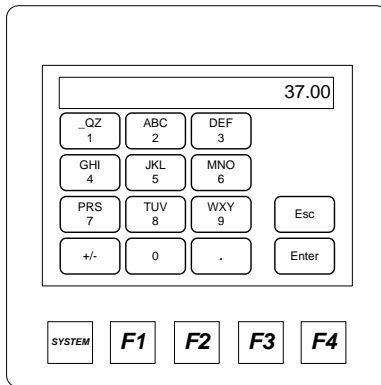 37.00
_QZ ABC DEF
1 2 3
GHI JKL MNO
4 5 6
PRS TUV WXY
7 8 9
Esc
+/- 0 . Enter
SYSTEM F1 F2 F3 F4